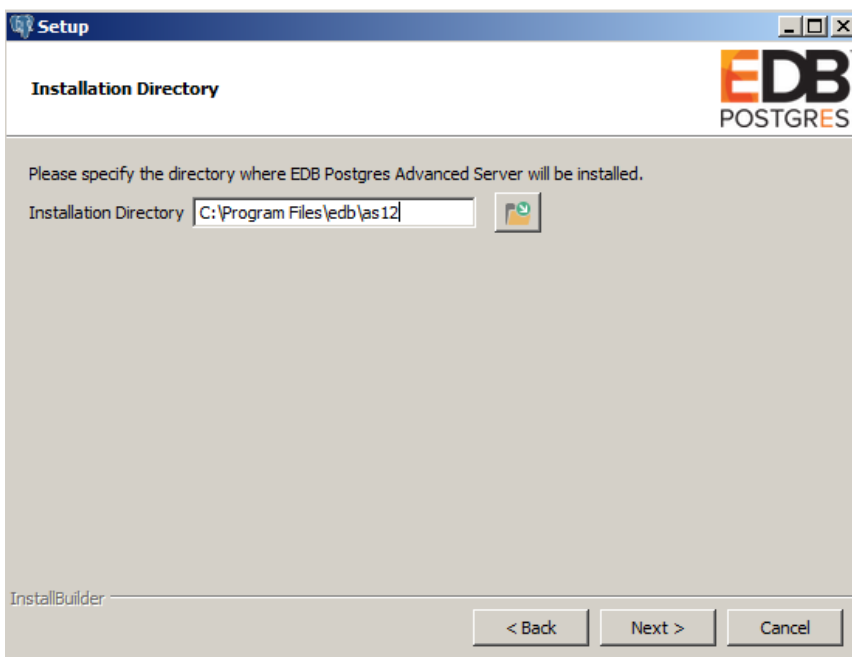 Setup
Installation Directory
EDB
POSTGRES
Please specify the directory where EDB Postgres Advanced Server will be installed.
Installation Directory C:\Program Files\edb\as12
InstallBuilder
< Back Next > Cancel